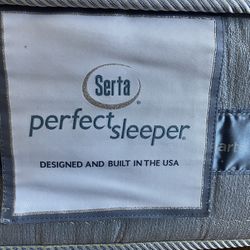 Serta®
perfect sleeper®
DESIGNED AND BUILT IN THE USA